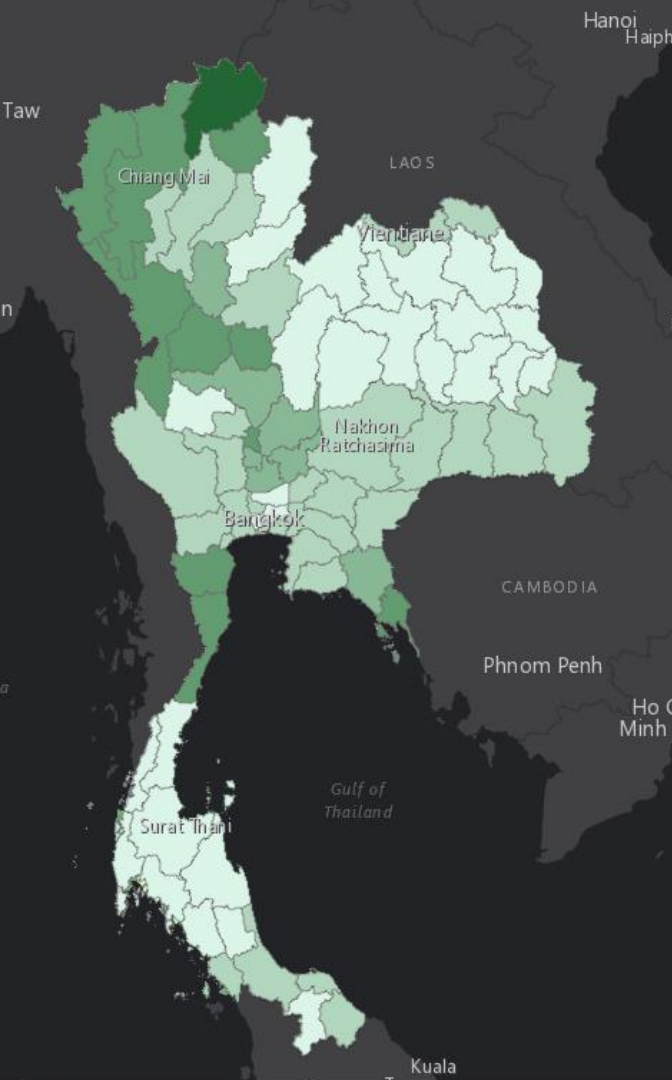 Hanoi
Haiph
Taw
LAOS
Chiang Mai
Vientiane
n
Nakhon
Ratchasima
Bangkok
CAMBODIA
Phnom Penh
Ho C
Minh
a
Gulf of
Thailand
Surat Thani
Kuala